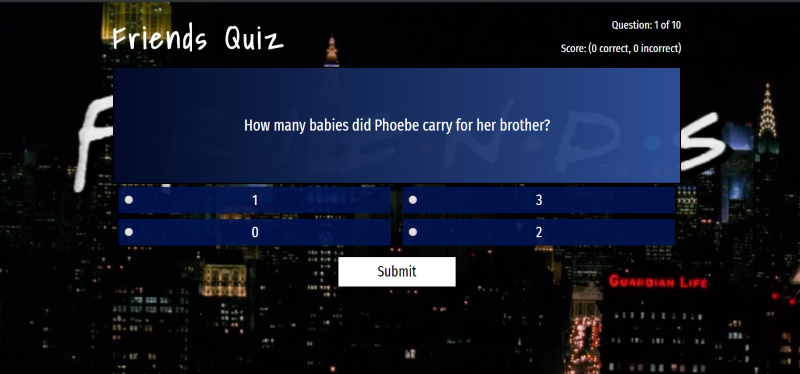 Friends Quiz
Question: 1 of 10
Score: (0 correct, 0 incorrect)
How many babies did Phoebe carry for her brother?
F R I E N D S
1
3
0
2
Submit
GUARDIAN LIFE